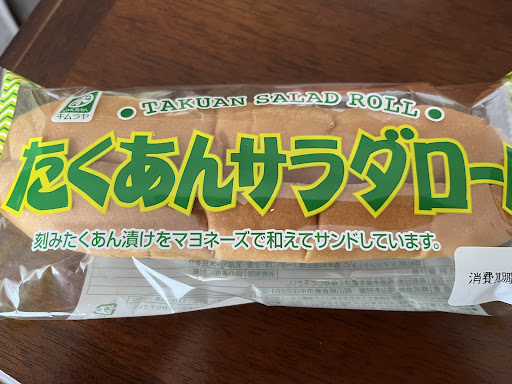 キムラヤ
TAKUAN SALAD ROLL
たくあんサラダロー
刻みたくあん漬けをマヨネーズで和えてサンドしています。
消費期限